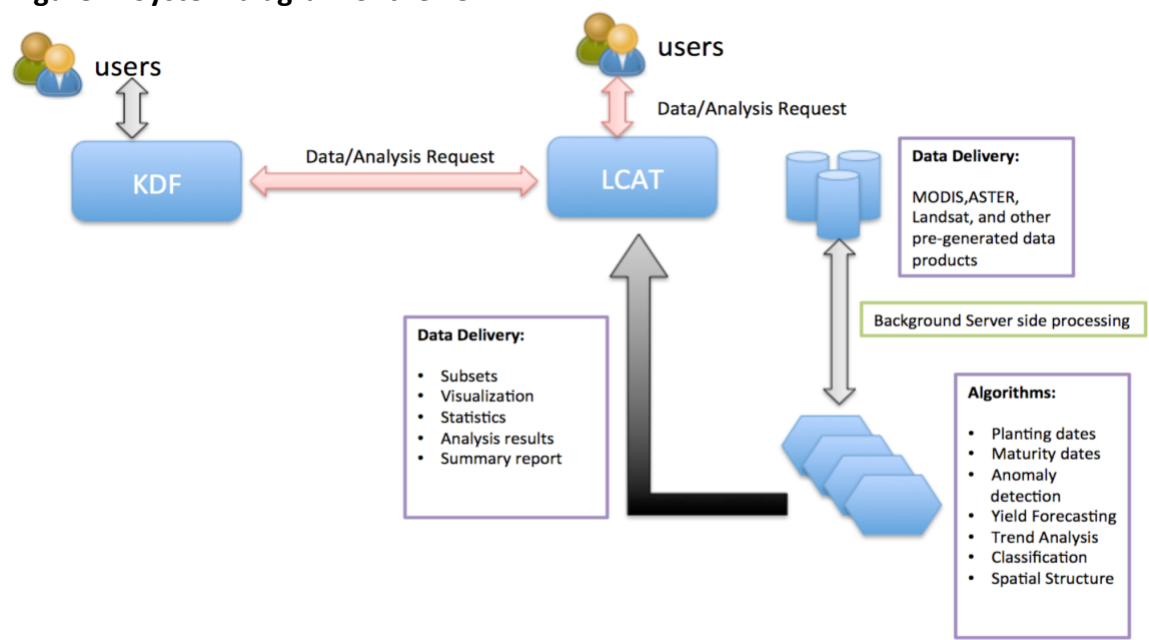 users
users
Data/Analysis Request
KDF
Data/Analysis Request
LCAT
Data Delivery:
MODIS,ASTER,
Landsat, and other
pre-generated data
products
Background Server side processing
Data Delivery:
• Subsets
• Visualization
• Statistics
• Analysis results
• Summary report
Algorithms:
• Planting dates
• Maturity dates
• Anomaly
detection
• Yield Forecasting
• Trend Analysis
• Classification
• Spatial Structure